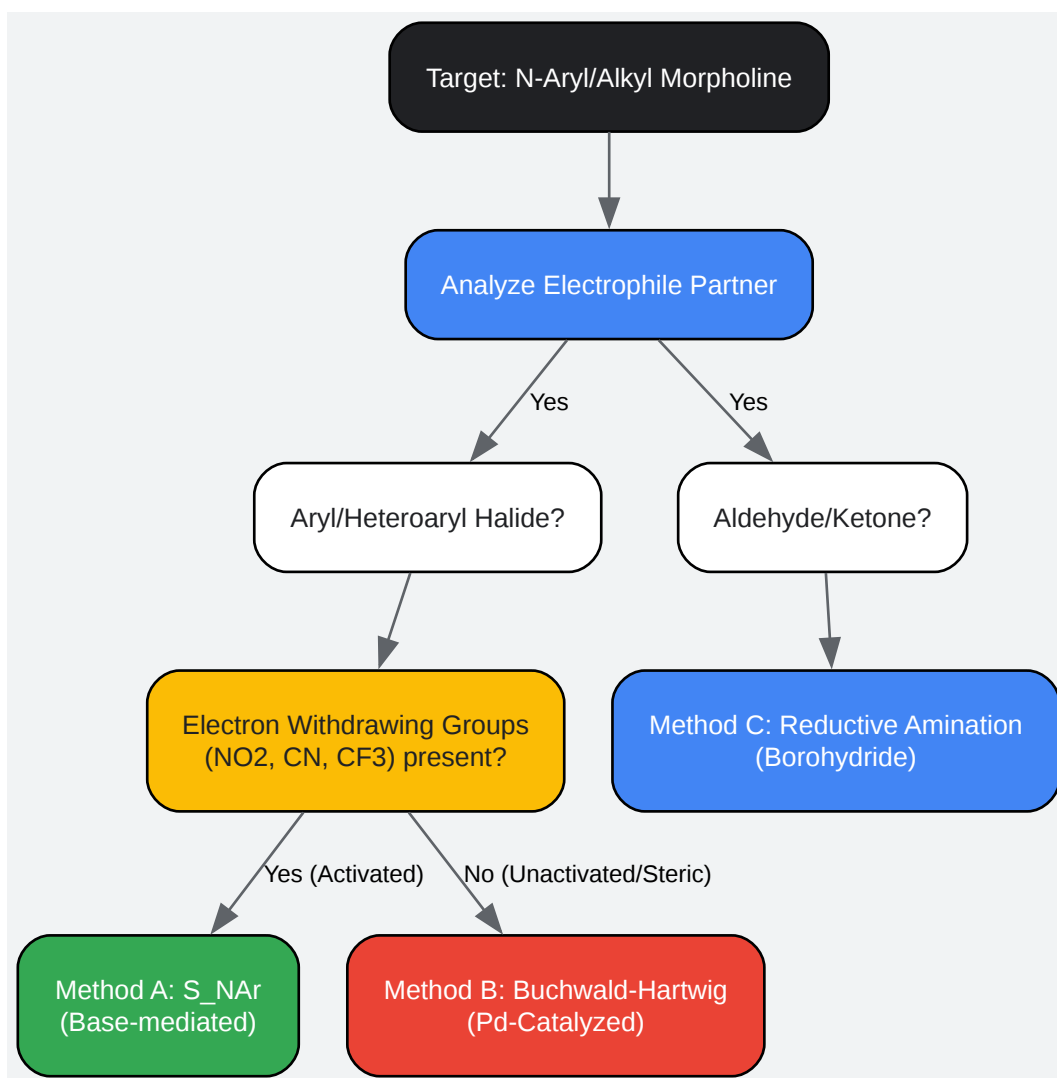 Target: N-Aryl/Alkyl Morpholine
Analyze Electrophile Partner
Yes
Yes
Aryl/Heteroaryl Halide?
Aldehyde/Ketone?
Electron Withdrawing Groups
(NO2, CN, CF3) present?
Method C: Reductive Amination
(Borohydride)
Yes (Activated)
No (Unactivated/Steric)
Method A: S_NAr
(Base-mediated)
Method B: Buchwald-Hartwig
(Pd-Catalyzed)